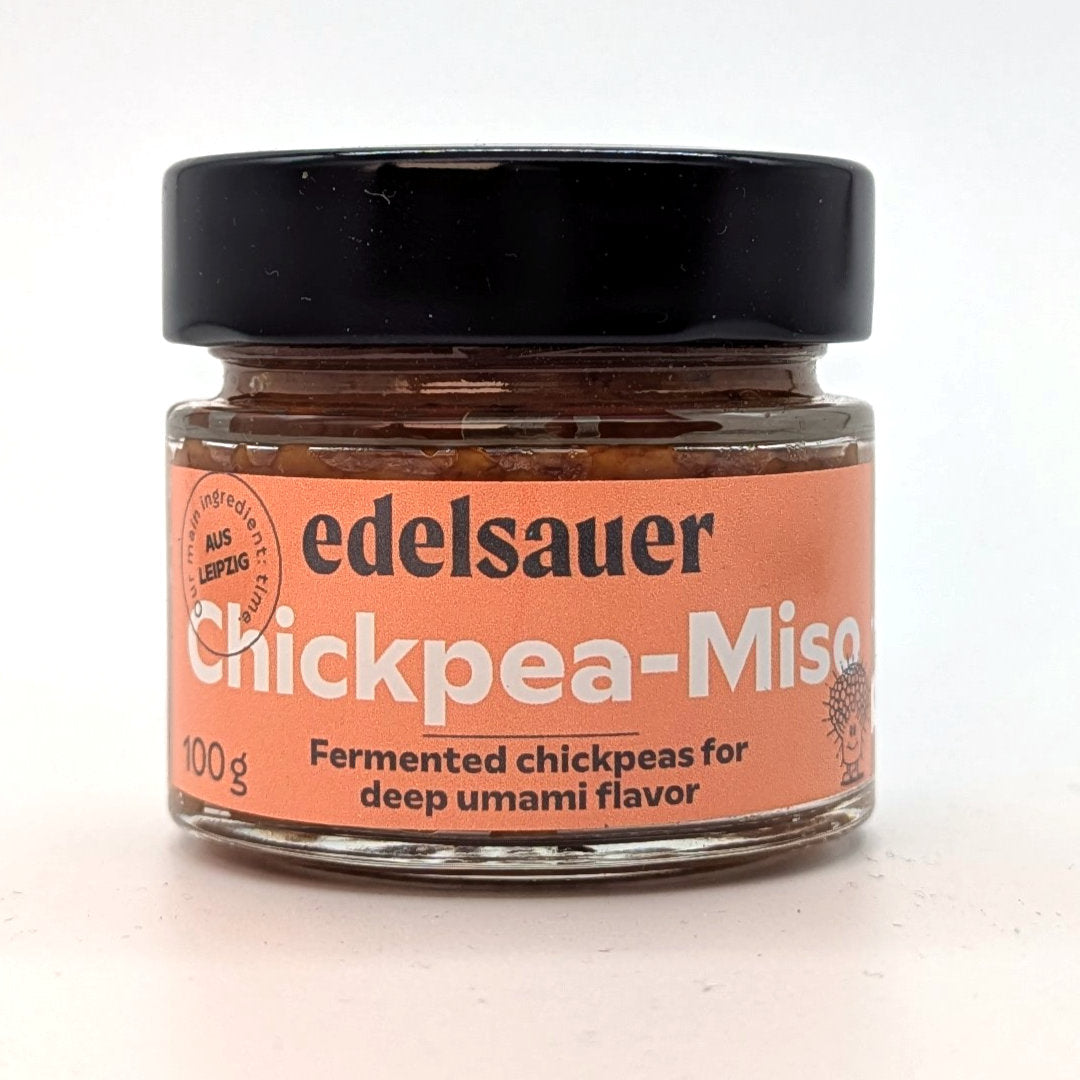 edelsauer
Our main ingredient: time.
AUS
LEIPZIG
Chickpea-Miso
Fermented chickpeas for
deep umami flavor
100g